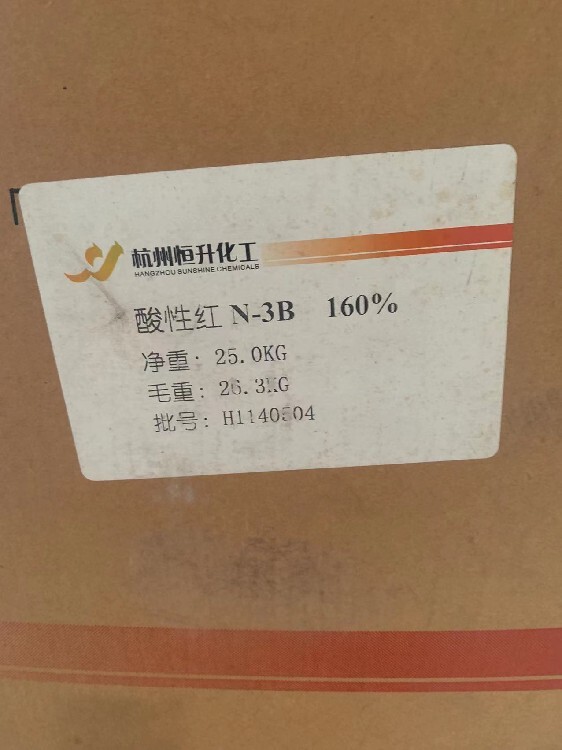 杭州恒升化工
HANGZHOU SUNSHINE CHEMICALS
酸性红 N-3B 160%
净重: 25.0KG
毛重: 26.3KG
批号: H1140504